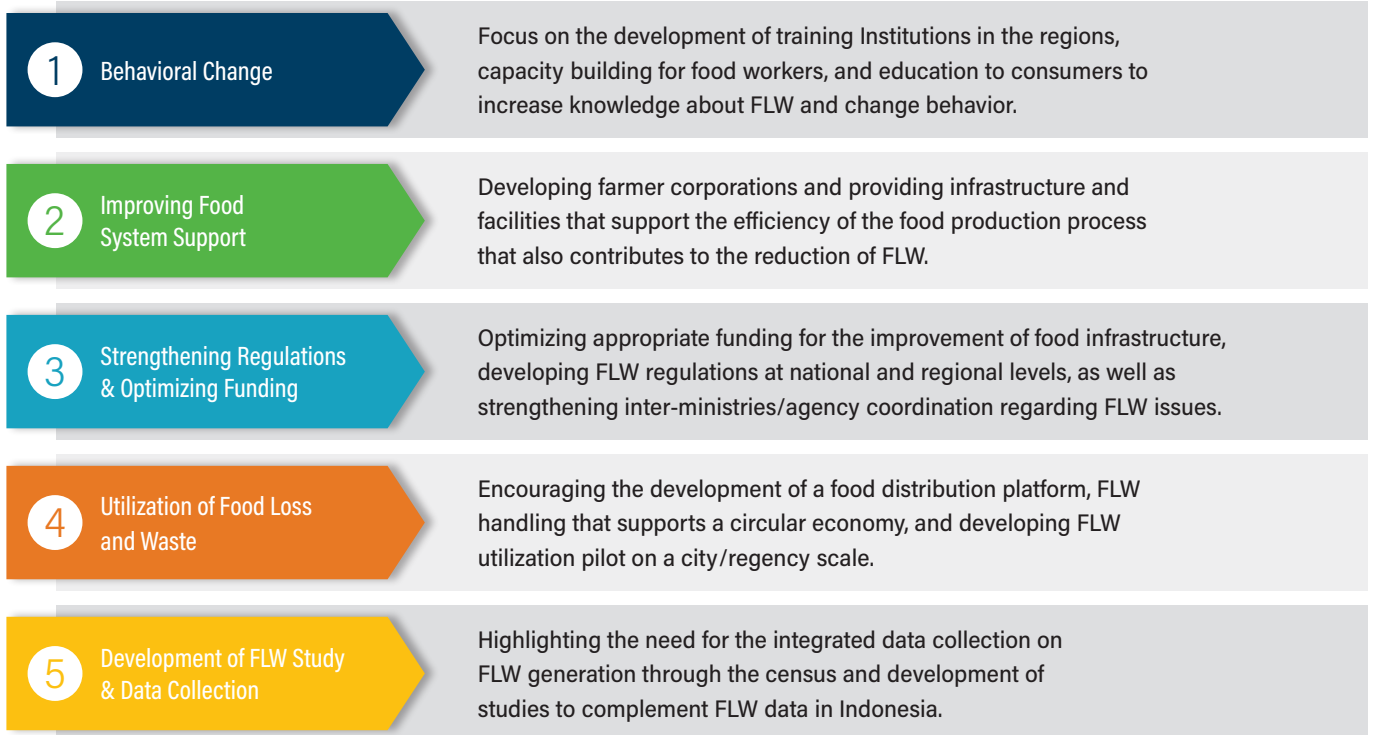 1
Behavioral Change
Focus on the development of training Institutions in the regions,
capacity building for food workers, and education to consumers to
increase knowledge about FLW and change behavior.
2
Improving Food
System Support
Developing farmer corporations and providing infrastructure and
facilities that support the efficiency of the food production process
that also contributes to the reduction of FLW.
3
Strengthening Regulations
& Optimizing Funding
Optimizing appropriate funding for the improvement of food infrastructure,
developing FLW regulations at national and regional levels, as well as
strengthening inter-ministries/agency coordination regarding FLW issues.
4
Utilization of Food Loss
and Waste
Encouraging the development of a food distribution platform, FLW
handling that supports a circular economy, and developing FLW
utilization pilot on a city/regency scale.
5
Development of FLW Study
& Data Collection
Highlighting the need for the integrated data collection on
FLW generation through the census and development of
studies to complement FLW data in Indonesia.